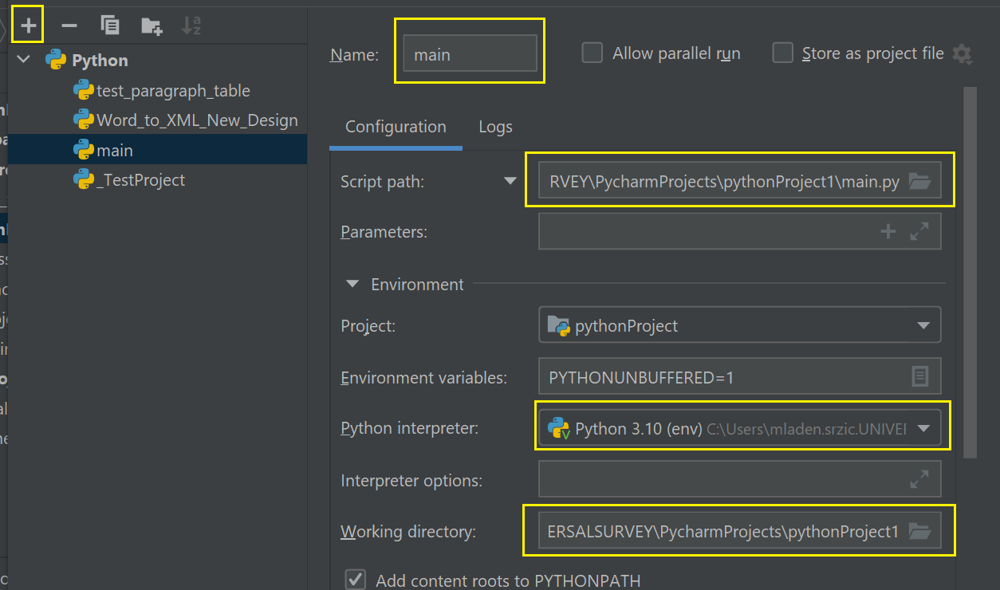 Python
test_paragraph_table
Word_to_XML_New_Design
main
_TestProject
Name: main
Allow parallel run
Store as project file
Configuration Logs
Script path: RVEY\PycharmProjects\pythonProject1\main.py
Parameters:
Environment
Project: pythonProject
Environment variables: PYTHONUNBUFFERED=1
Python interpreter: Python 3.10 (env) C:\Users\mladen.srzic.UNIVER
Interpreter options:
Working directory: ERSALSURVEY\PycharmProjects\pythonProject1
Add content roots to PYTHONPATH